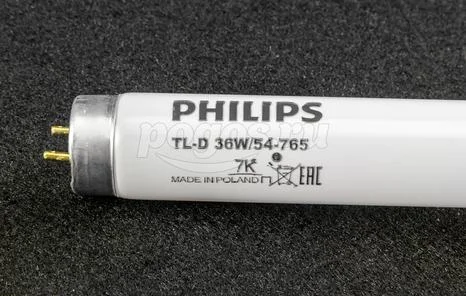 PHILIPS
TL-D 36W/54-765
7K
MADE IN POLAND EAC
pogos.ru